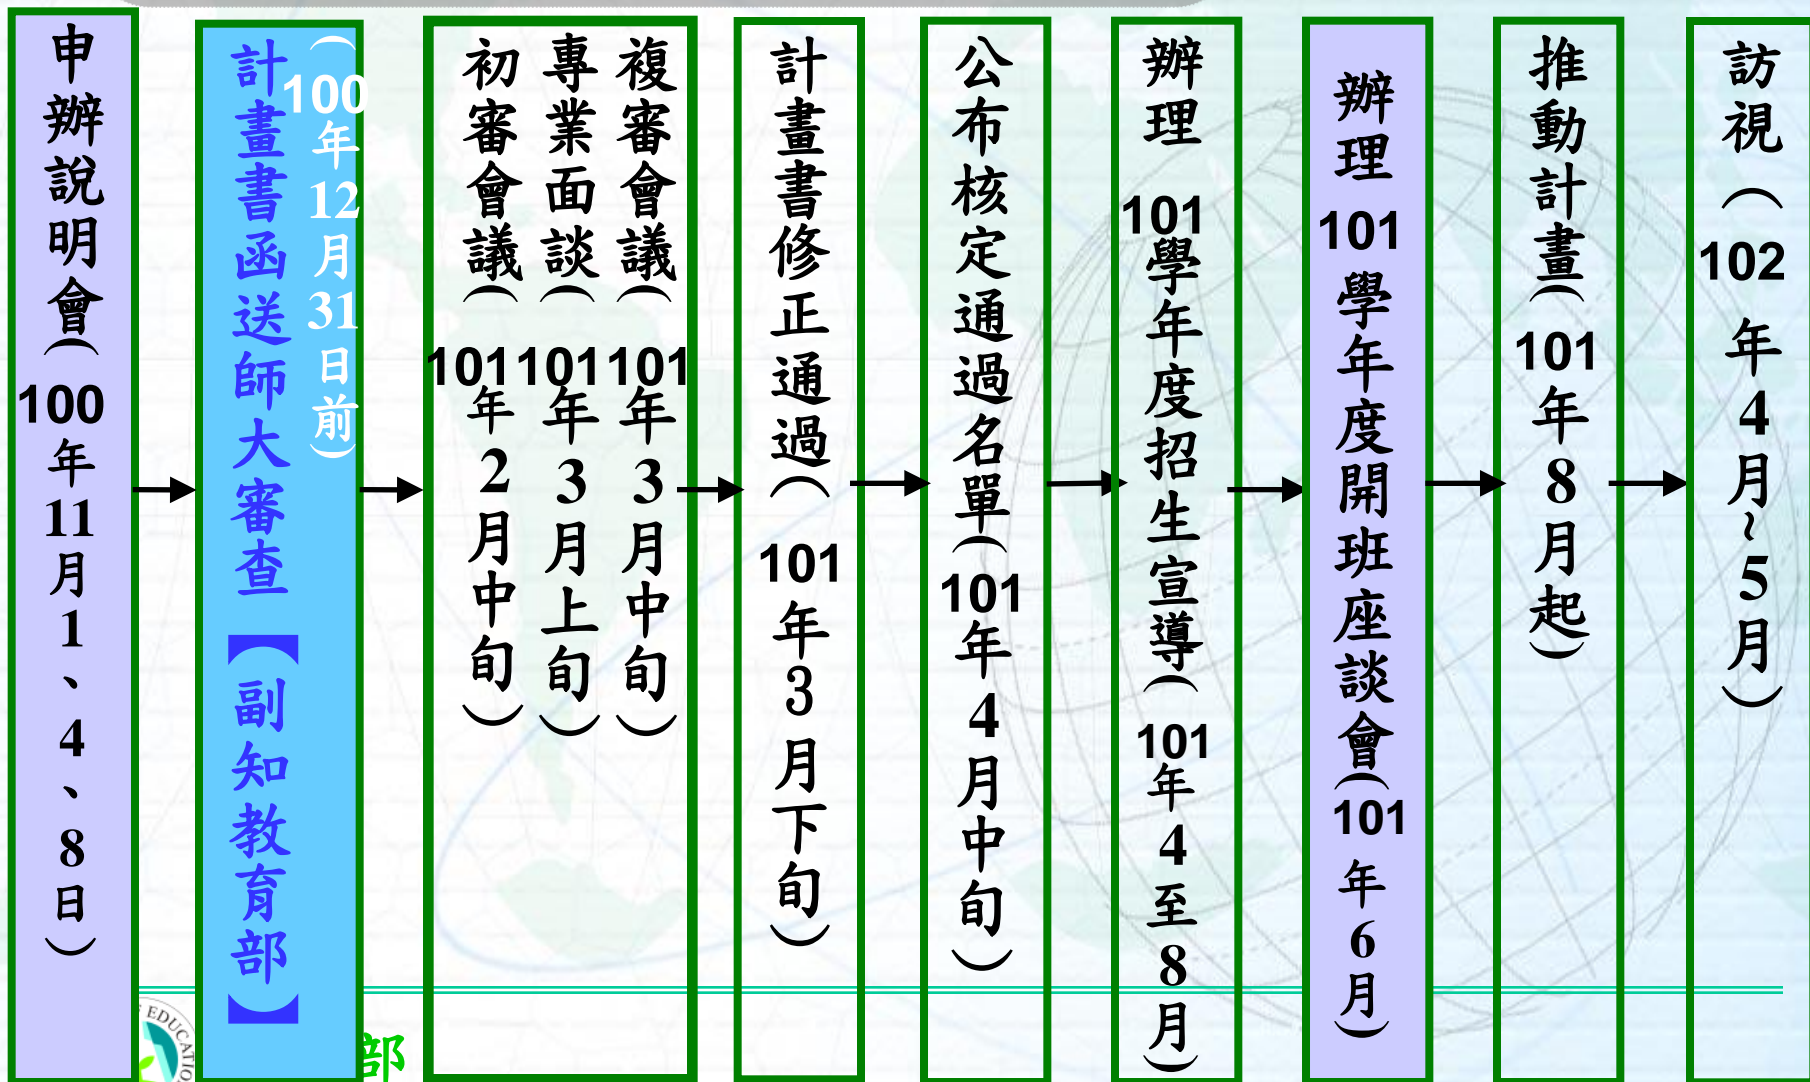 申辦說明會(100年11月1、4、8日)
計畫書函送師大審查【副知教育部】
(100年12月31日前)
初審會議(101年2月中旬)
專業面談(101年3月上旬)
複審會議(101年3月中旬)
計畫書修正通過(101年3月下旬)
公布核定通過名單(101年4月中旬)
辦理101學年度招生宣導(101年4至8月)
辦理101學年度開班座談會(101年6月)
推動計畫(101年8月起)
訪視(102年4月~5月)
EDUCATIO
部